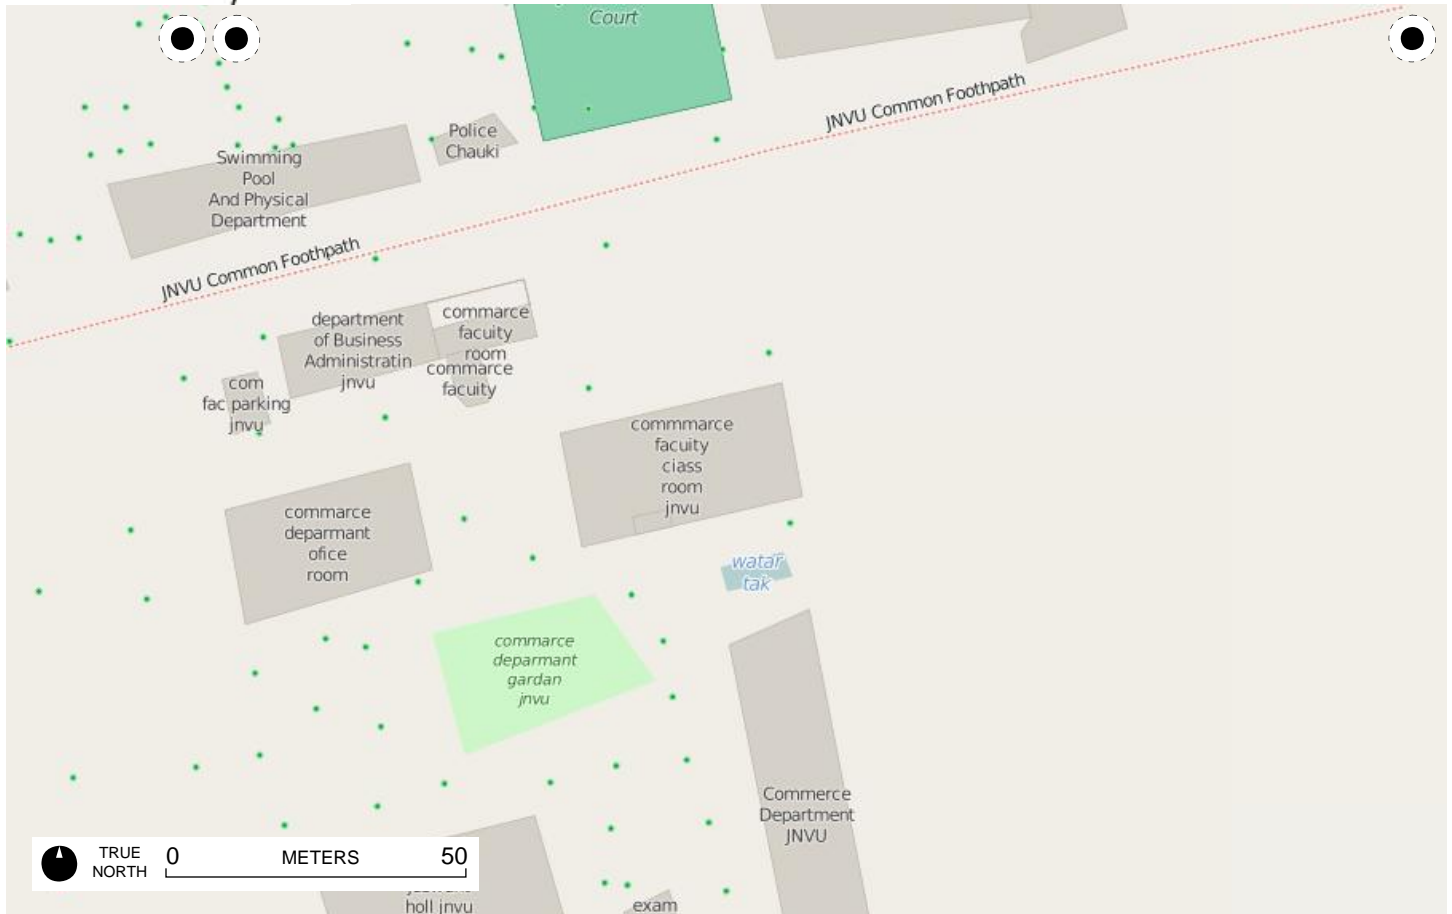 Court
JNVU Common Foothpath
Police
Chauki
Swimming
Pool
And Physical
Department
JNVU Common Foothpath
department
of Business
Administratin
jnvu
commarce
facuity
room
commarce
facuity
com
fac parking
jnvu
commmarce
facuity
ciass
room
jnvu
commarce
deparmant
ofice
room
watar
tak
commarce
deparmant
gardan
jnvu
Commerce
Department
JNVU
TRUE
NORTH
0 METERS 50
holl jnvu
exam